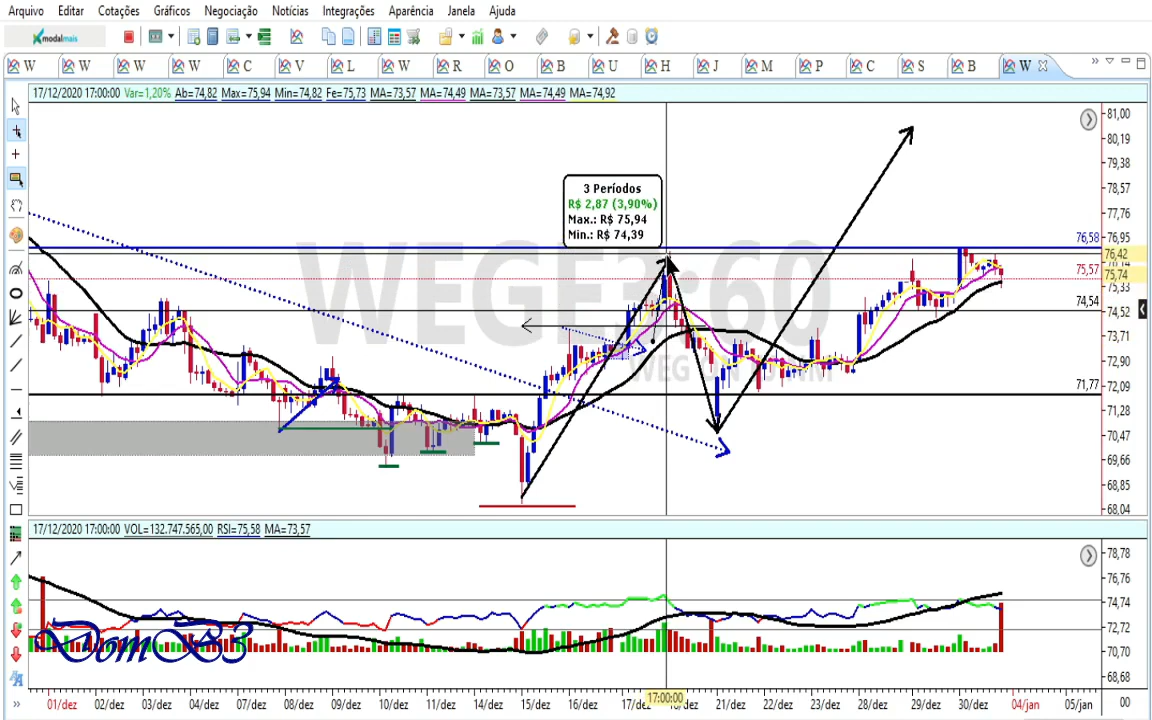 Arquivo Editar Cotações Gráficos Negociação Notícias Integrações Aparência Janela Ajuda
modalmais
W W W W C V L W R O B U H J M P C S B W
17/12/2020 17:00:00 Var=1,20% Ab=74,82 Max=75,94 Min=74,82 Fe=75,73 MA=73,57 MA=74,49 MA=73,57 MA=74,49 MA=74,92
81,00
80,19
79,38
78,57
77,76
3 Períodos
R$ 2,87 (3,90%)
Max.: R$ 75,94
Min.: R$ 74,39
WEGE3:60
76,58 76,95
76,42
75,57 75,74
75,33
74,54 74,52
73,71
72,90
71,77 72,09
71,28
70,47
69,66
68,85
68,04
17/12/2020 17:00:00 VOL=132.747.565,00 RSI=75,58 MA=73,57
78,78
76,76
74,74
72,72
70,70
68,68
DomB3
01/dez 02/dez 03/dez 04/dez 07/dez 08/dez 09/dez 10/dez 11/dez 14/dez 15/dez 16/dez 17/dez 17:00:00 21/dez 22/dez 23/dez 28/dez 29/dez 30/dez 04/jan 05/jan 00